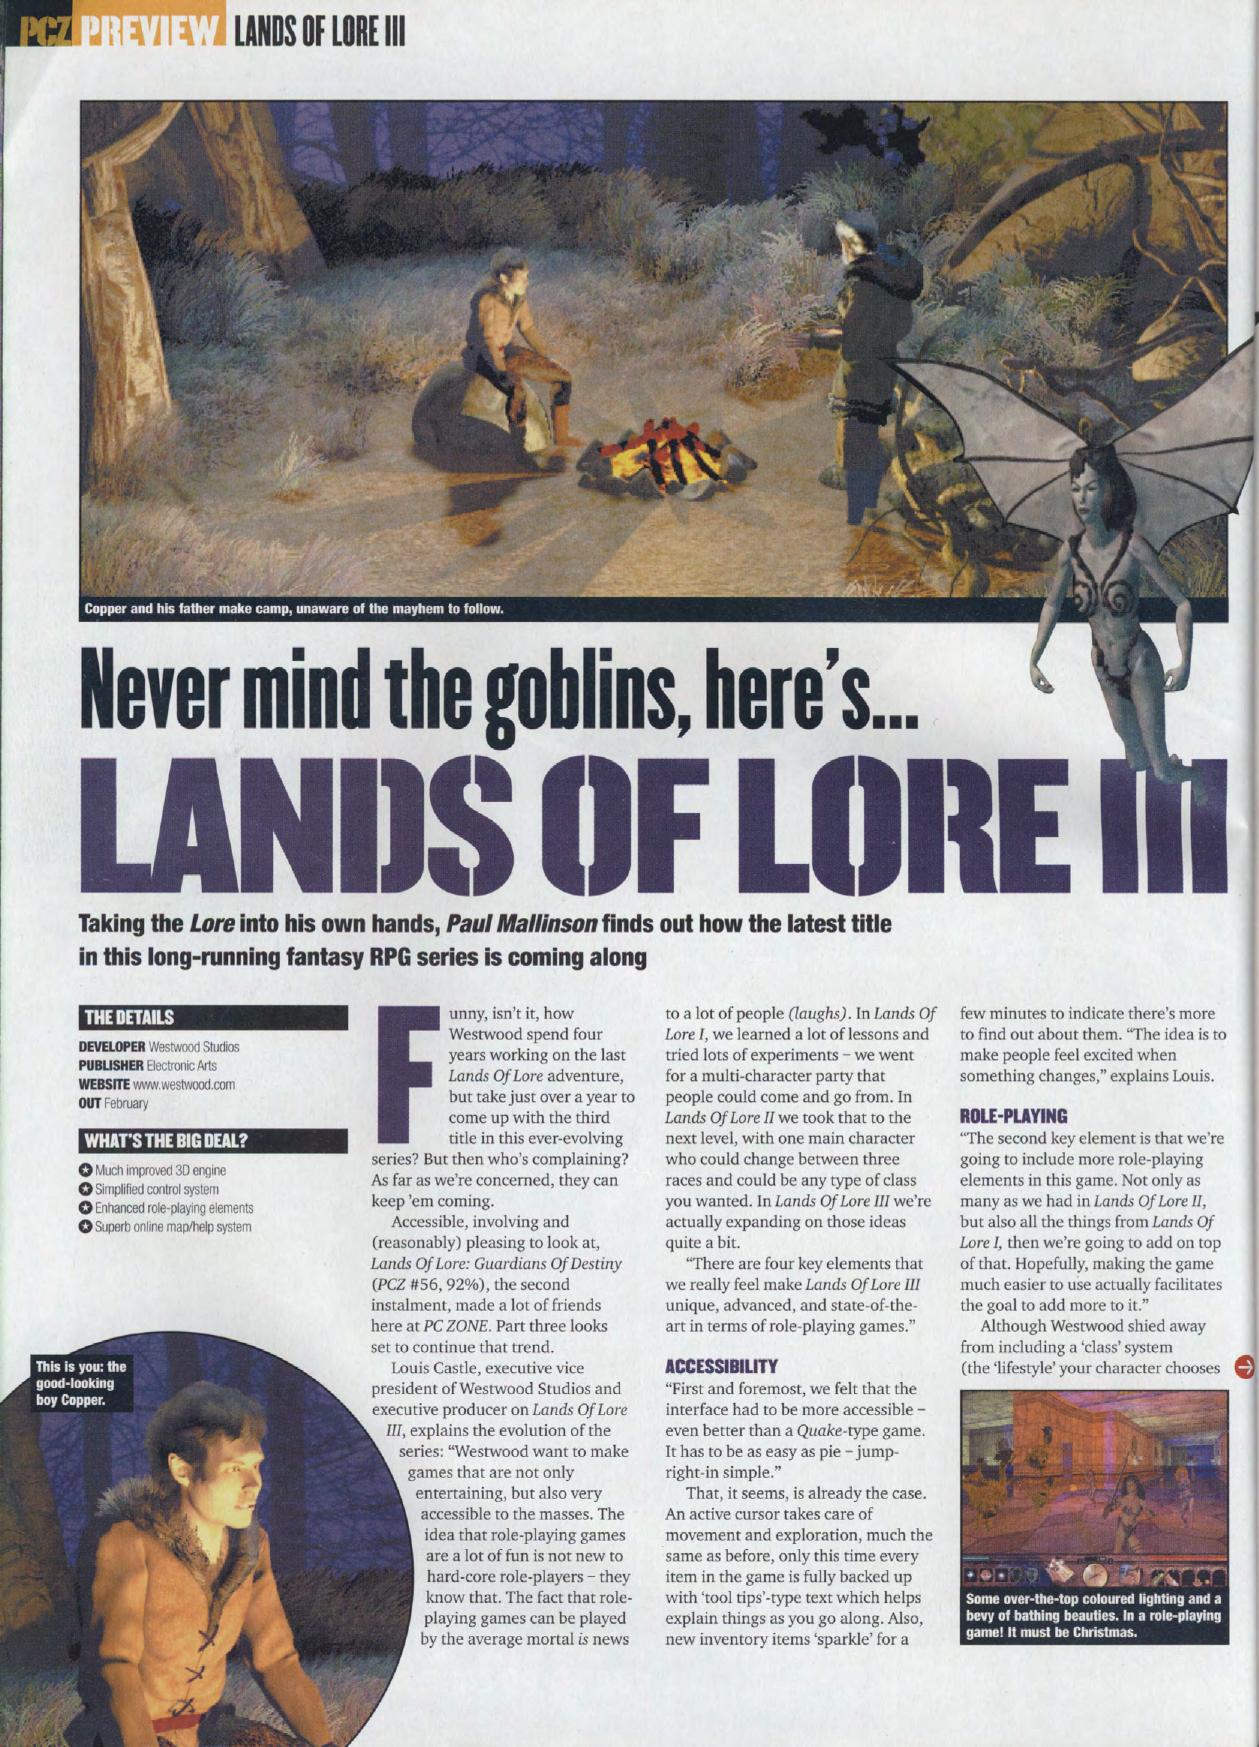 PCZ PREVIEW LANDS OF LORE III
Copper and his father make camp, unaware of the mayhem to follow.
Never mind the goblins, here's...
LANDS OF LORE III
Taking the Lore into his own hands, Paul Mallinson finds out how the latest title
in this long-running fantasy RPG series is coming along
THE DETAILS
DEVELOPER Westwood Studios
PUBLISHER Electronic Arts
WEBSITE www.westwood.com
OUT February
WHAT'S THE BIG DEAL?
Much improved 3D engine
Simplified control system
Enhanced role-playing elements
Superb online map/help system
This is you: the
good-looking
boy Copper.
Funny, isn't it, how
Westwood spend four
years working on the last
Lands Of Lore adventure,
but take just over a year to
come up with the third
title in this ever-evolving
series? But then who's complaining?
As far as we're concerned, they can
keep 'em coming.
Accessible, involving and
(reasonably) pleasing to look at,
Lands Of Lore: Guardians Of Destiny
(PCZ #56, 92%), the second
instalment, made a lot of friends
here at PC ZONE. Part three looks
set to continue that trend.
Louis Castle, executive vice
president of Westwood Studios and
executive producer on Lands Of Lore
III, explains the evolution of the
series: "Westwood want to make
games that are not only
entertaining, but also very
accessible to the masses. The
idea that role-playing games
are a lot of fun is not new to
hard-core role-players – they
know that. The fact that role-
playing games can be played
by the average mortal is news
to a lot of people (laughs). In Lands Of
Lore I, we learned a lot of lessons and
tried lots of experiments – we went
for a multi-character party that
people could come and go from. In
Lands Of Lore II we took that to the
next level, with one main character
who could change between three
races and could be any type of class
you wanted. In Lands Of Lore III we're
actually expanding on those ideas
quite a bit.
"There are four key elements that
we really feel make Lands Of Lore III
unique, advanced, and state-of-the-
art in terms of role-playing games."
ACCESSIBILITY
"First and foremost, we felt that the
interface had to be more accessible –
even better than a Quake-type game.
It has to be as easy as pie – jump-
right-in simple."
That, it seems, is already the case.
An active cursor takes care of
movement and exploration, much the
same as before, only this time every
item in the game is fully backed up
with 'tool tips'-type text which helps
explain things as you go along. Also,
new inventory items 'sparkle' for a
few minutes to indicate there's more
to find out about them. "The idea is to
make people feel excited when
something changes," explains Louis.
ROLE-PLAYING
"The second key element is that we're
going to include more role-playing
elements in this game. Not only as
many as we had in Lands Of Lore II,
but also all the things from Lands Of
Lore I, then we're going to add on top
of that. Hopefully, making the game
much easier to use actually facilitates
the goal to add more to it."
Although Westwood shied away
from including a 'class' system
(the 'lifestyle' your character chooses
Some over-the-top coloured lighting and a
bevy of bathing beauties. In a role-playing
game! It must be Christmas.